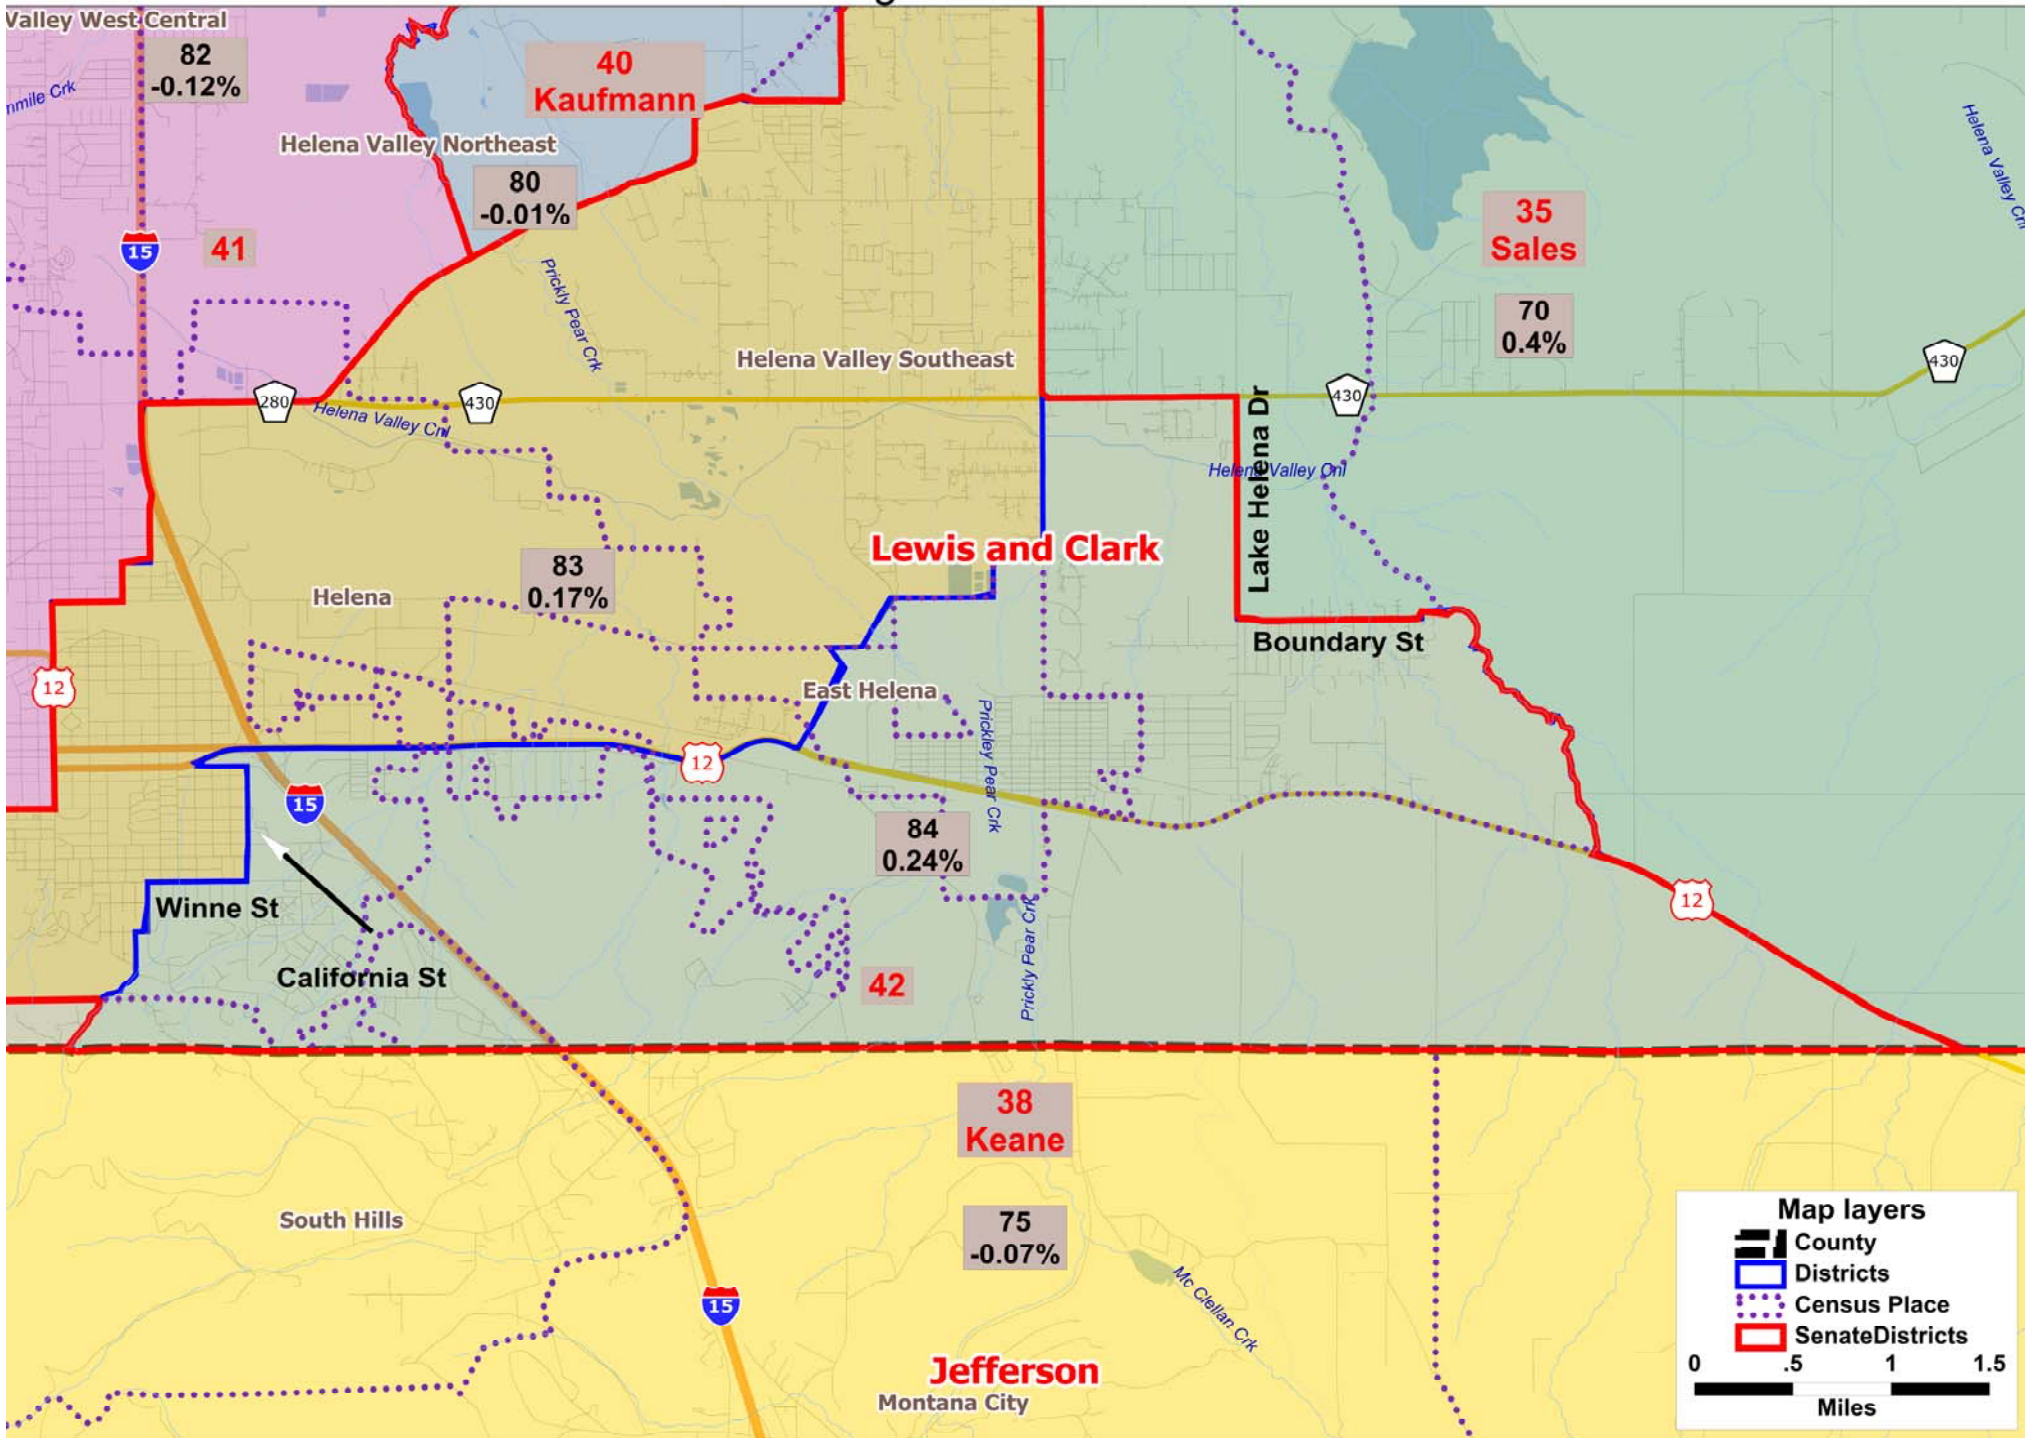 Valley West Central
82
-0.12%
40
Kaufmann
Helena Valley Northeast
80
-0.01%
41
15
35
Sales
70
0.4%
Helena Valley
Prickly Pear Crk
Helena Valley Southeast
430
280
430
430
Helena Valley Cnl
Lake Helena Dr
Helena Valley Cnl
Lewis and Clark
83
0.17%
Helena
Boundary St
12
East Helena
Prickley Pear Crk
12
15
84
0.24%
12
Winne St
Prickly Pear Crk
California St
42
38
Keane
South Hills
75
-0.07%
Mc Clellan Crk
15
Jefferson
Montana City
Map layers
County
Districts
Census Place
SenateDistricts
0 .5 1 1.5
Miles